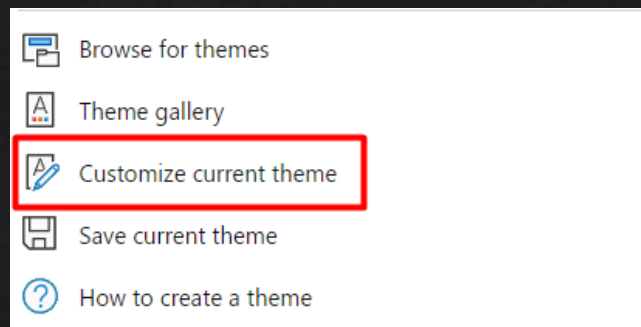 Browse for themes
Theme gallery
Customize current theme
Save current theme
How to create a theme